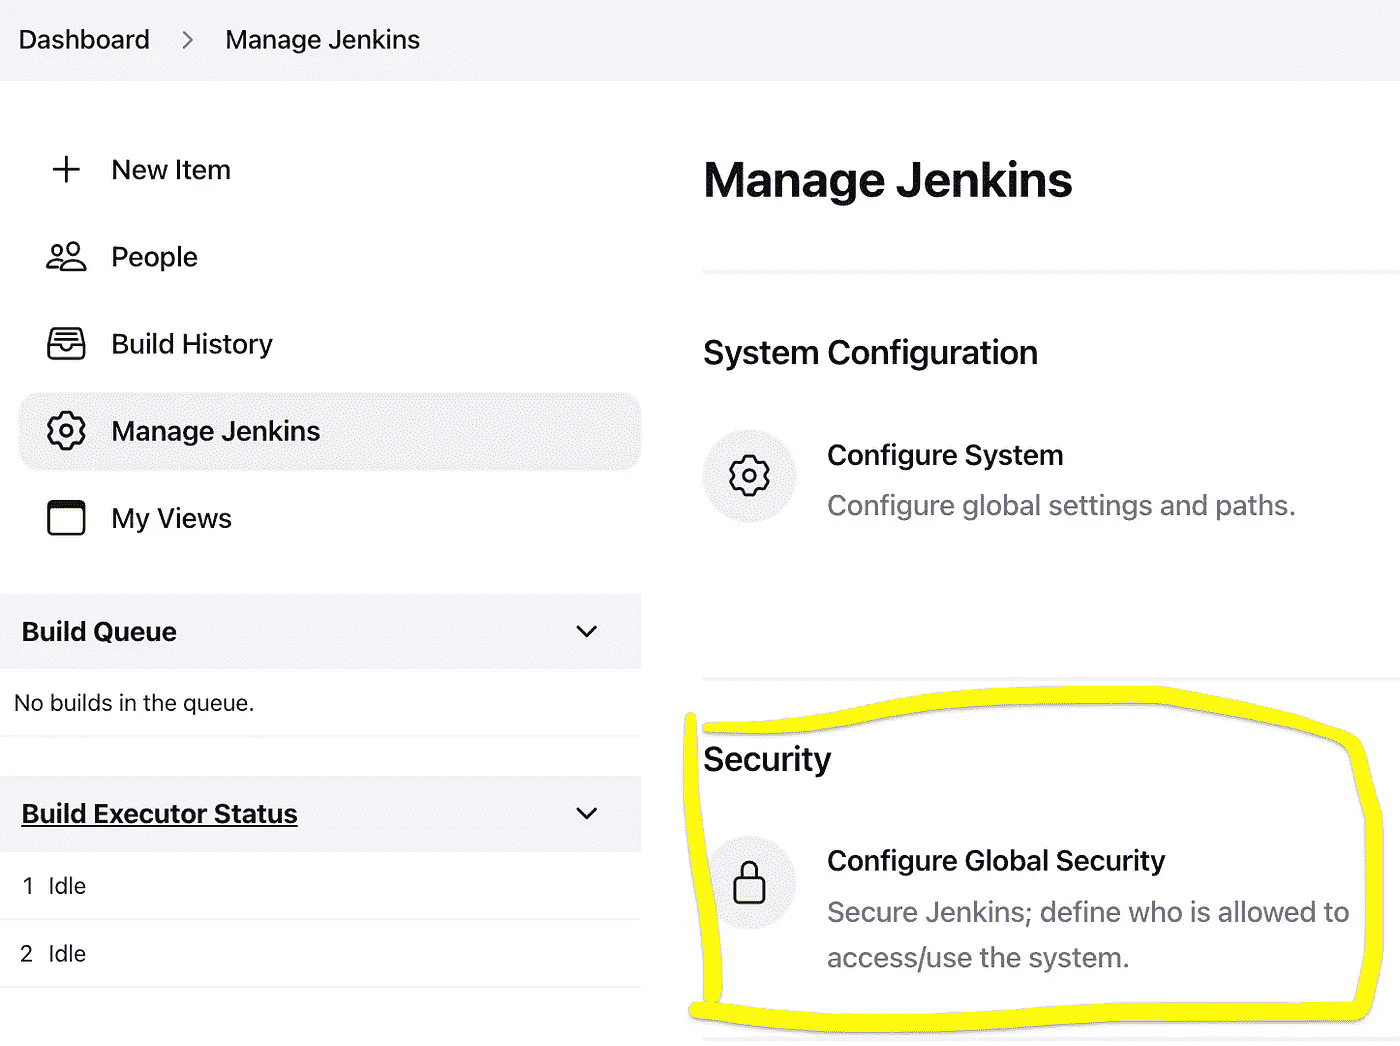 Dashboard > Manage Jenkins
New Item
People
Build History
Manage Jenkins
My Views
Build Queue
No builds in the queue.
Build Executor Status
1 Idle
2 Idle
Manage Jenkins
System Configuration
Configure System
Configure global settings and paths.
Security
Configure Global Security
Secure Jenkins; define who is allowed to
access/use the system.